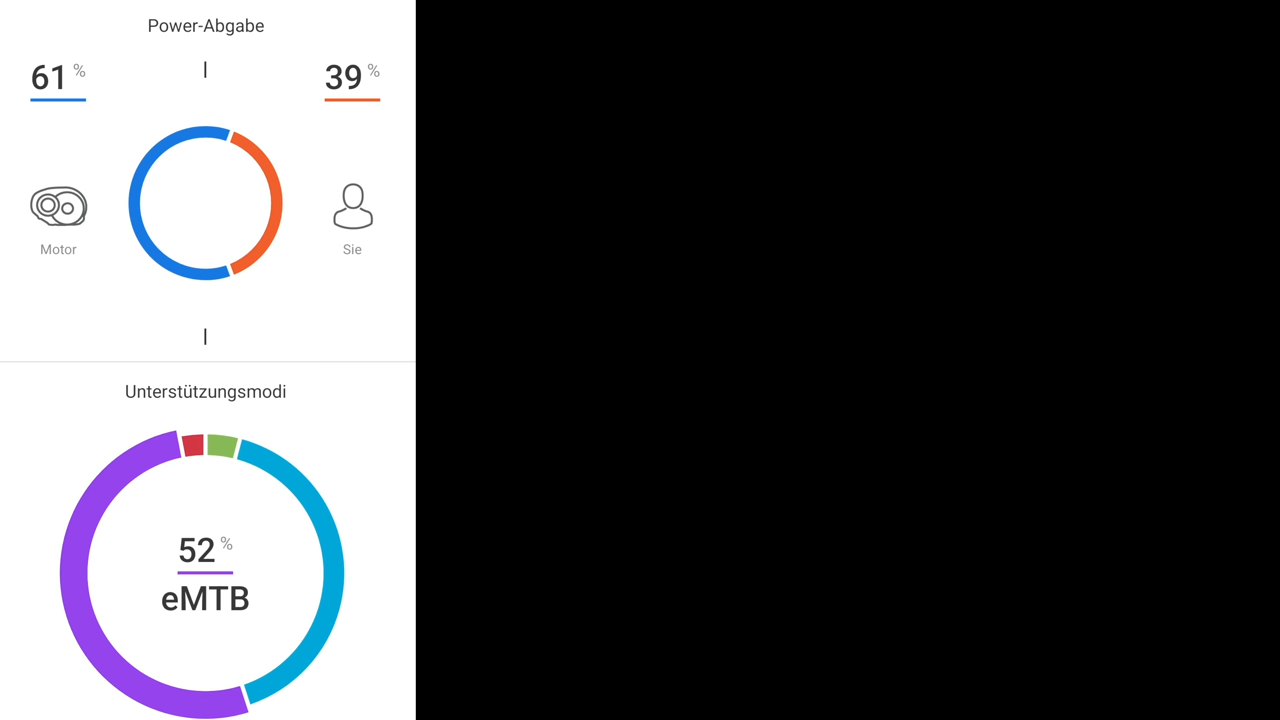 Power-Abgabe
61 %
39 %
Motor
Sie
Unterstützungsmodi
52 %
eMTB